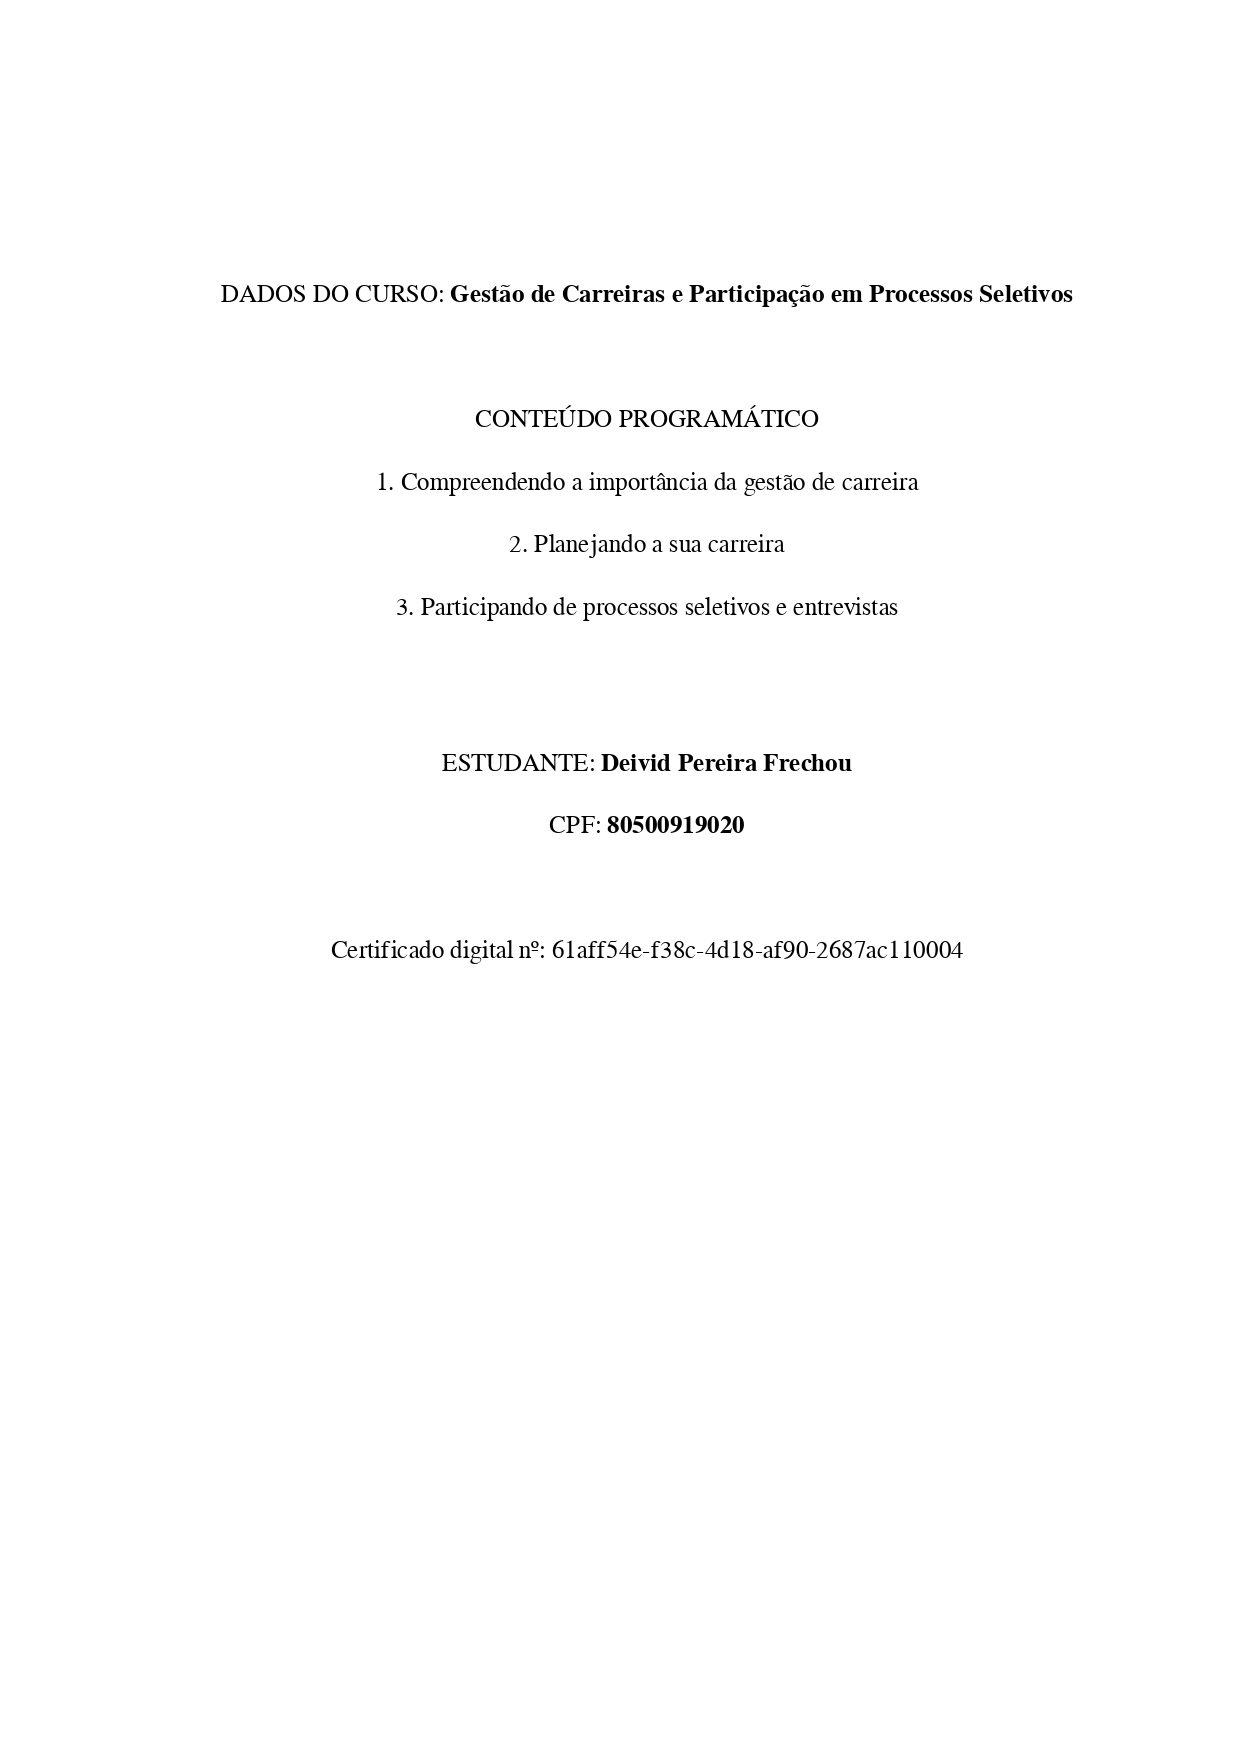 DADOS DO CURSO: Gestão de Carreiras e Participação em Processos Seletivos
CONTEÚDO PROGRAMÁTICO
1. Compreendendo a importância da gestão de carreira
2. Planejando a sua carreira
3. Participando de processos seletivos e entrevistas
ESTUDANTE: Deivid Pereira Frechou
CPF: 80500919020
Certificado digital nº: 61aff54e-f38c-4d18-af90-2687ac110004